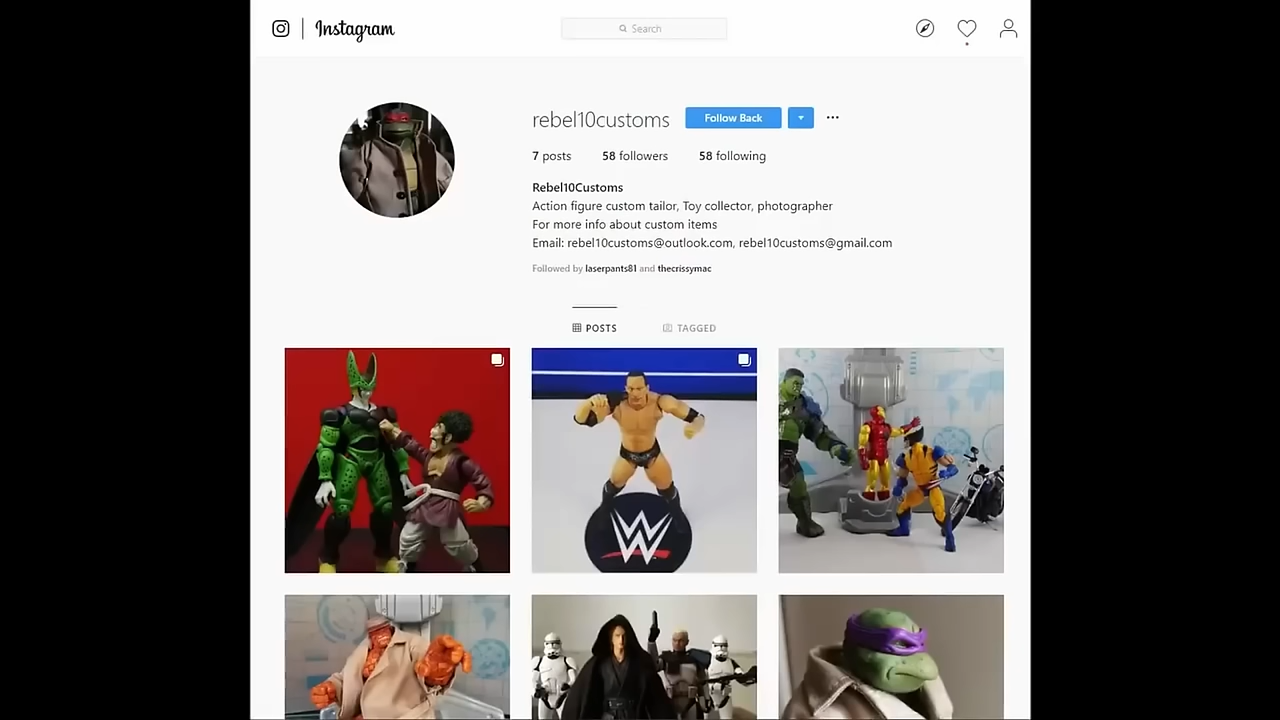 Instagram
Search
rebel10customs Follow Back
7 posts 58 followers 58 following
Rebel10Customs
Action figure custom tailor, Toy collector, photographer
For more info about custom items
Email: rebel10customs@outlook.com, rebel10customs@gmail.com
Followed by laserpants81 and thecrissymac
POSTS TAGGED